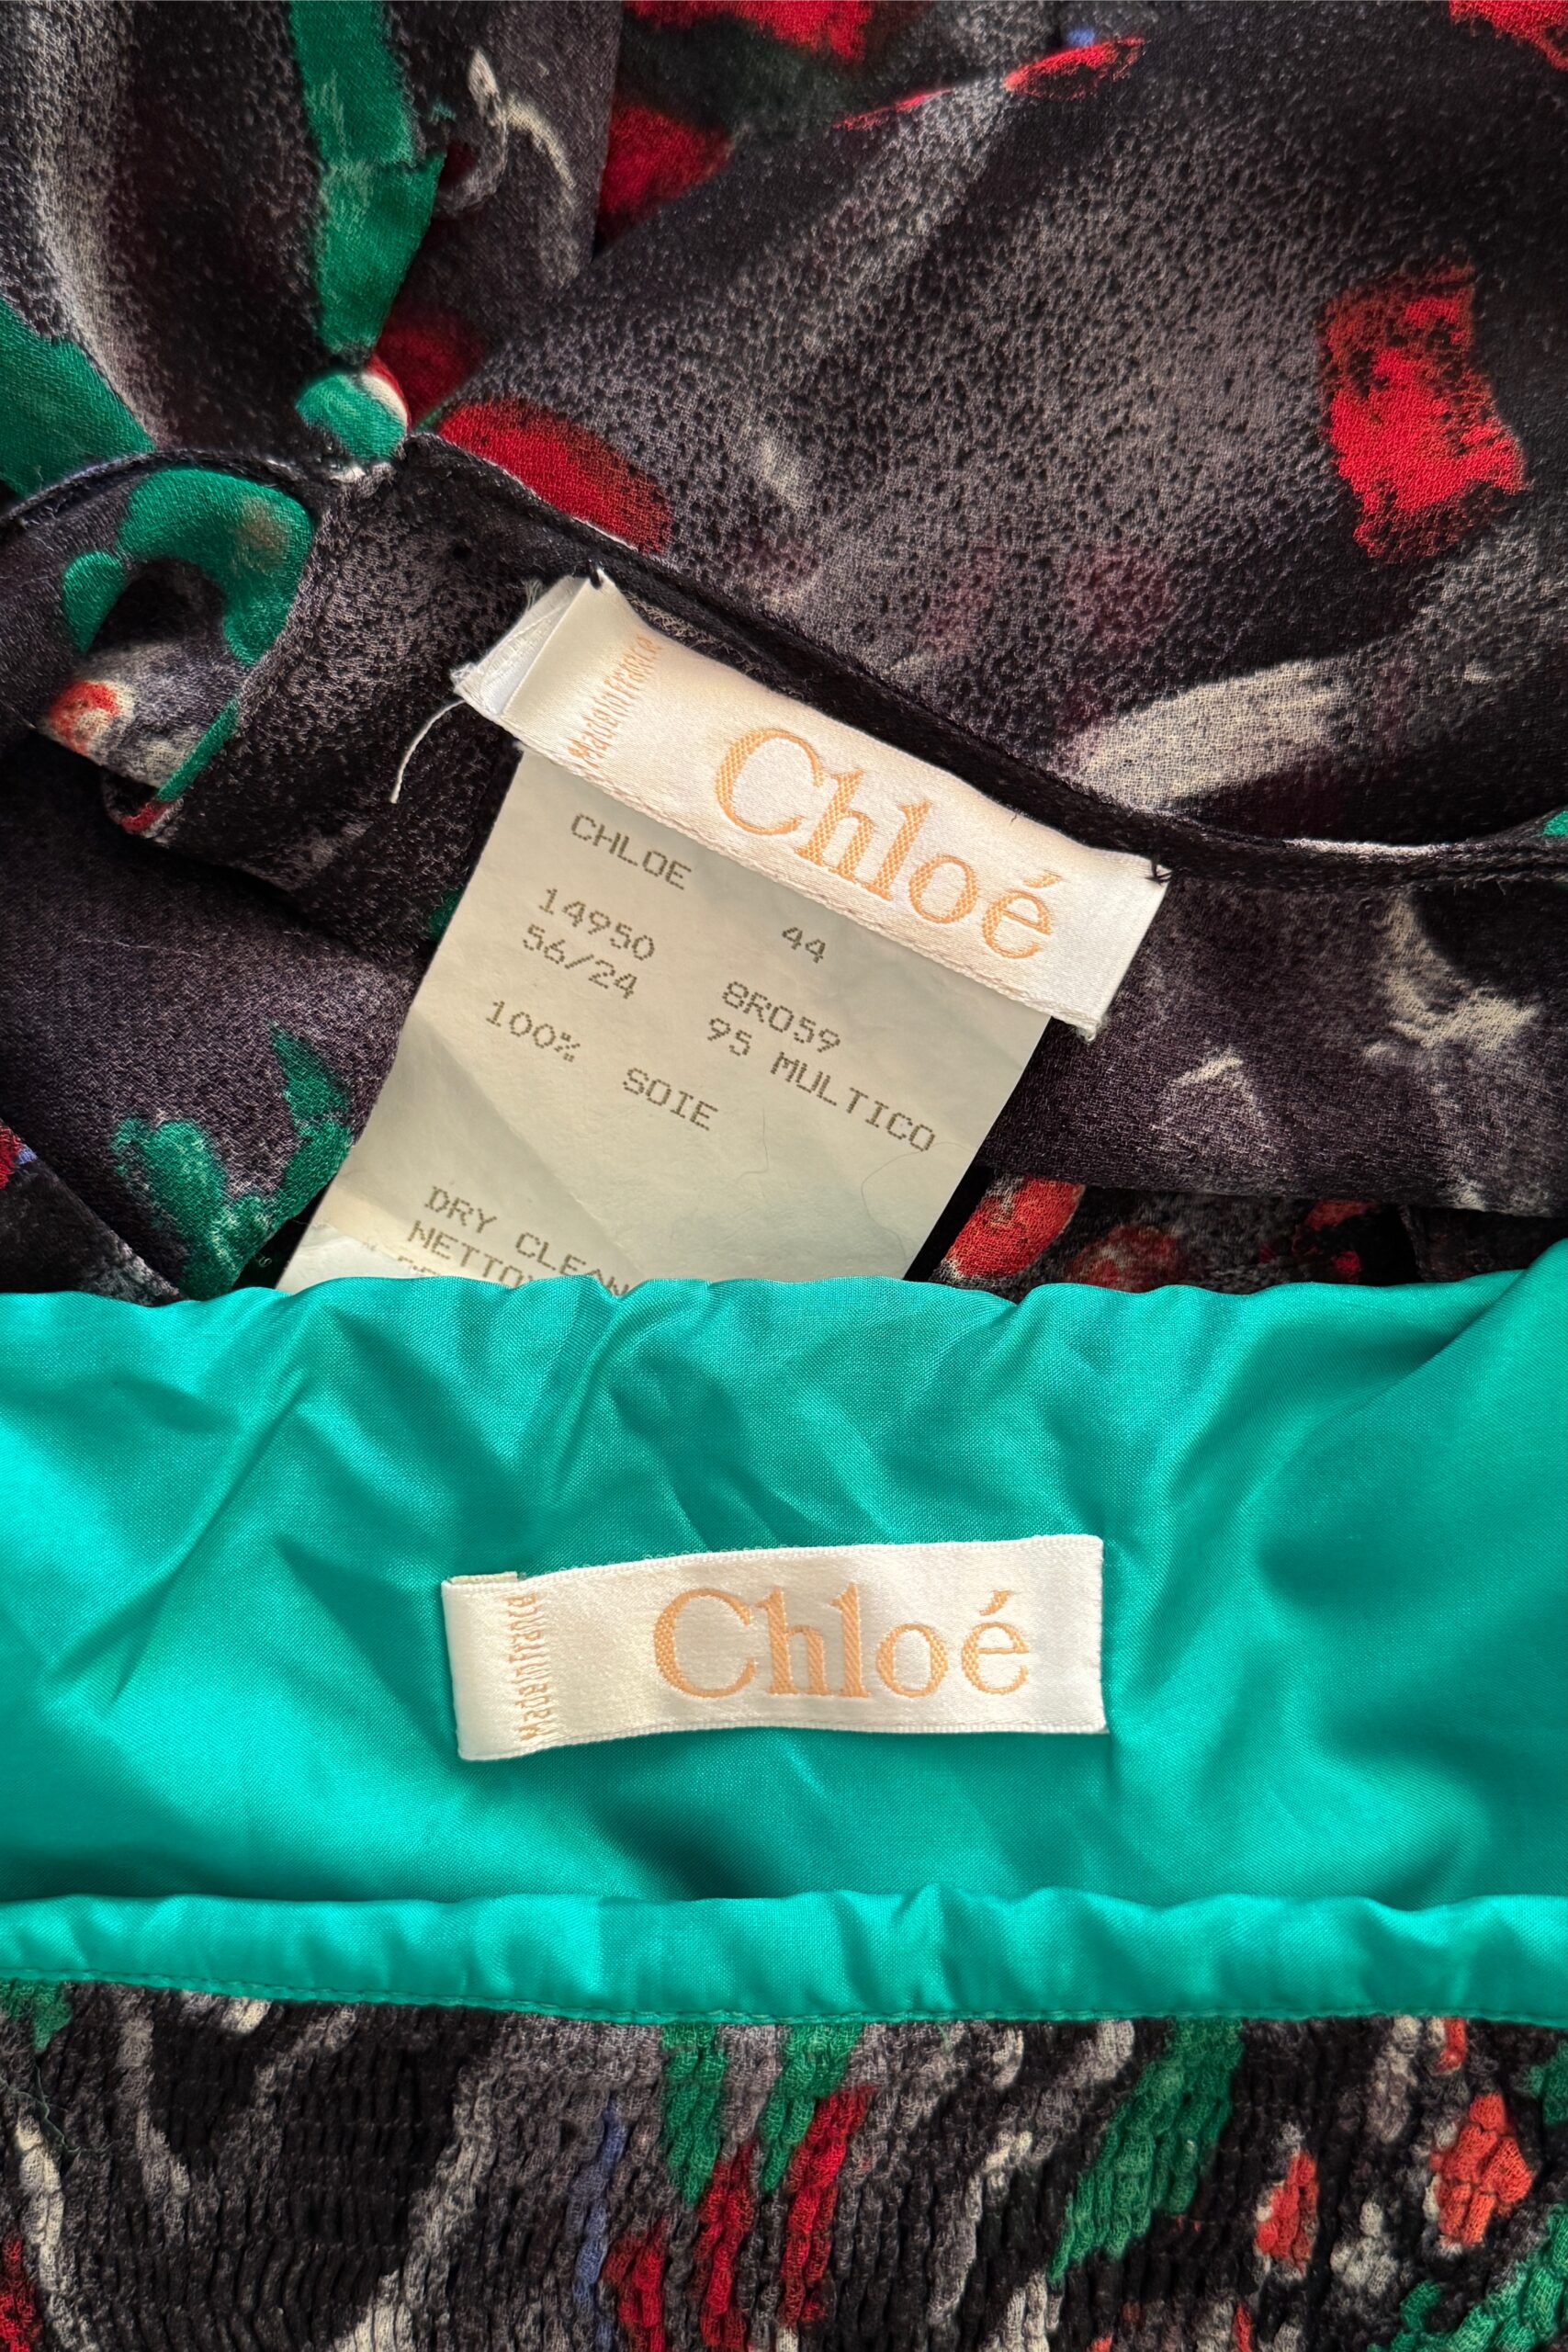 Made in France
Chloé
CHLOE
14950 44
56/24 8R059
95 MULTICO
100% SOIE
DRY CLEAN
Made in France
Chloé